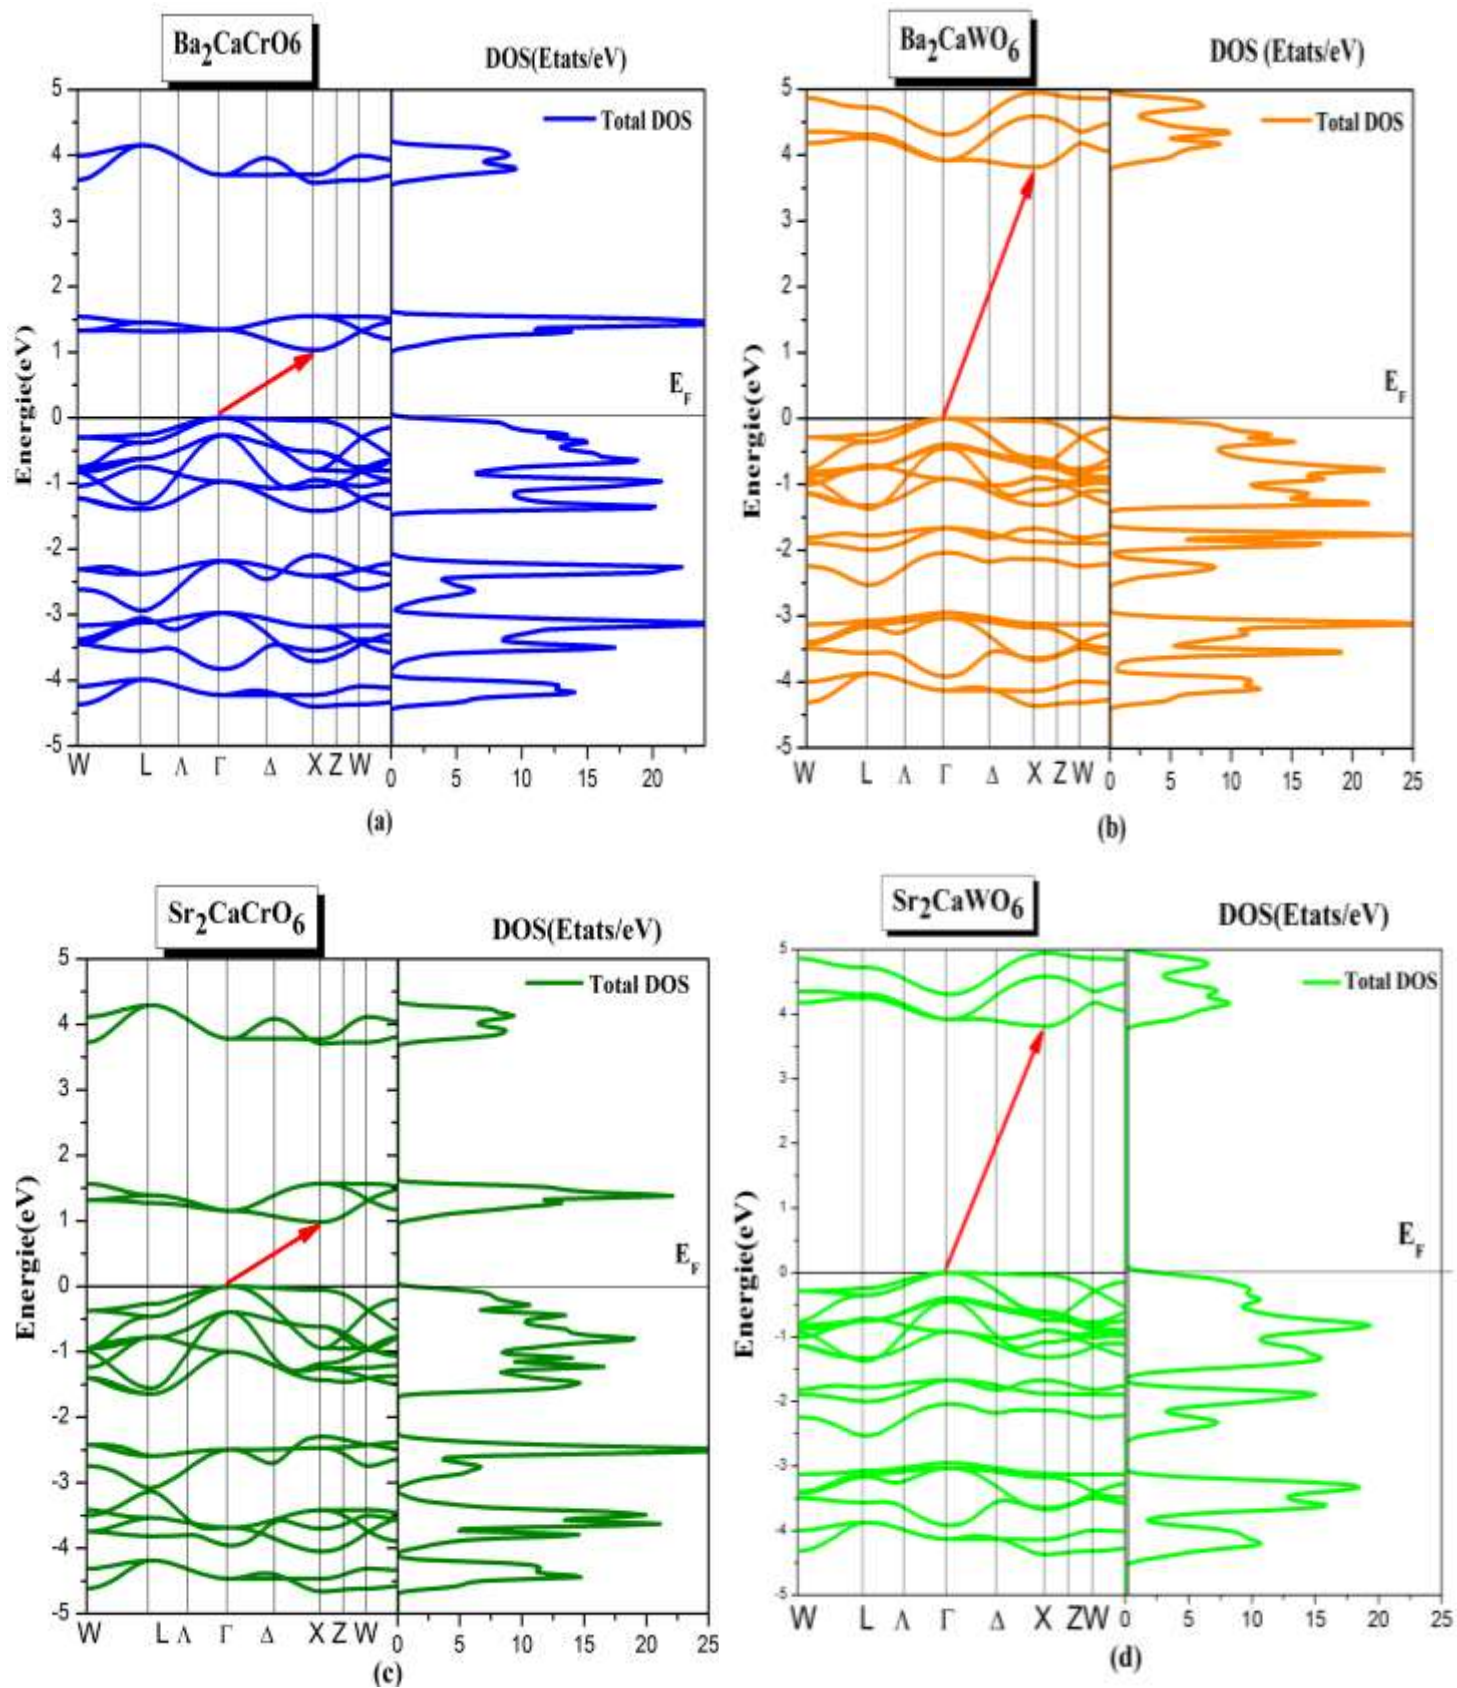 Ba2CaCrO6
DOS(Etats/eV)
Total DOS
Energie(eV)
5
4
3
2
1
0
-1
-2
-3
-4
-5
EF
W L Λ Γ Δ X Z W
0 5 10 15 20
(a)
Ba2CaWO6
DOS (Etats/eV)
Total DOS
Energie(eV)
5
4
3
2
1
0
-1
-2
-3
-4
-5
EF
W L Λ Γ Δ X Z W
0 5 10 15 20 25
(b)
Sr2CaCrO6
DOS(Etats/eV)
Total DOS
Energie(eV)
5
4
3
2
1
0
-1
-2
-3
-4
-5
EF
W L Λ Γ Δ X Z W
0 5 10 15 20 25
(c)
Sr2CaWO6
DOS(Etats/eV)
Total DOS
Energie(eV)
5
4
3
2
1
0
-1
-2
-3
-4
-5
EF
W L Λ Γ Δ X Z W
0 5 10 15 20 25
(d)